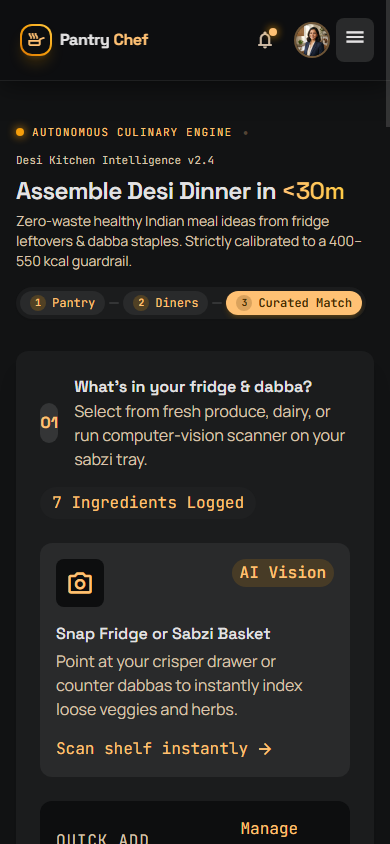 Pantry Chef
AUTONOMOUS CULINARY ENGINE
Desi Kitchen Intelligence v2.4
Assemble Desi Dinner in <30m
Zero-waste healthy Indian meal ideas from fridge
leftovers & dabba staples. Strictly calibrated to a 400–
550 kcal guardrail.
1 Pantry 2 Diners 3 Curated Match
What's in your fridge & dabba?
01
Select from fresh produce, dairy, or
run computer-vision scanner on your
sabzi tray.
7 Ingredients Logged
AI Vision
Snap Fridge or Sabzi Basket
Point at your crisper drawer or
counter dabbas to instantly index
loose veggies and herbs.
Scan shelf instantly →
Manage
QUICK ADD